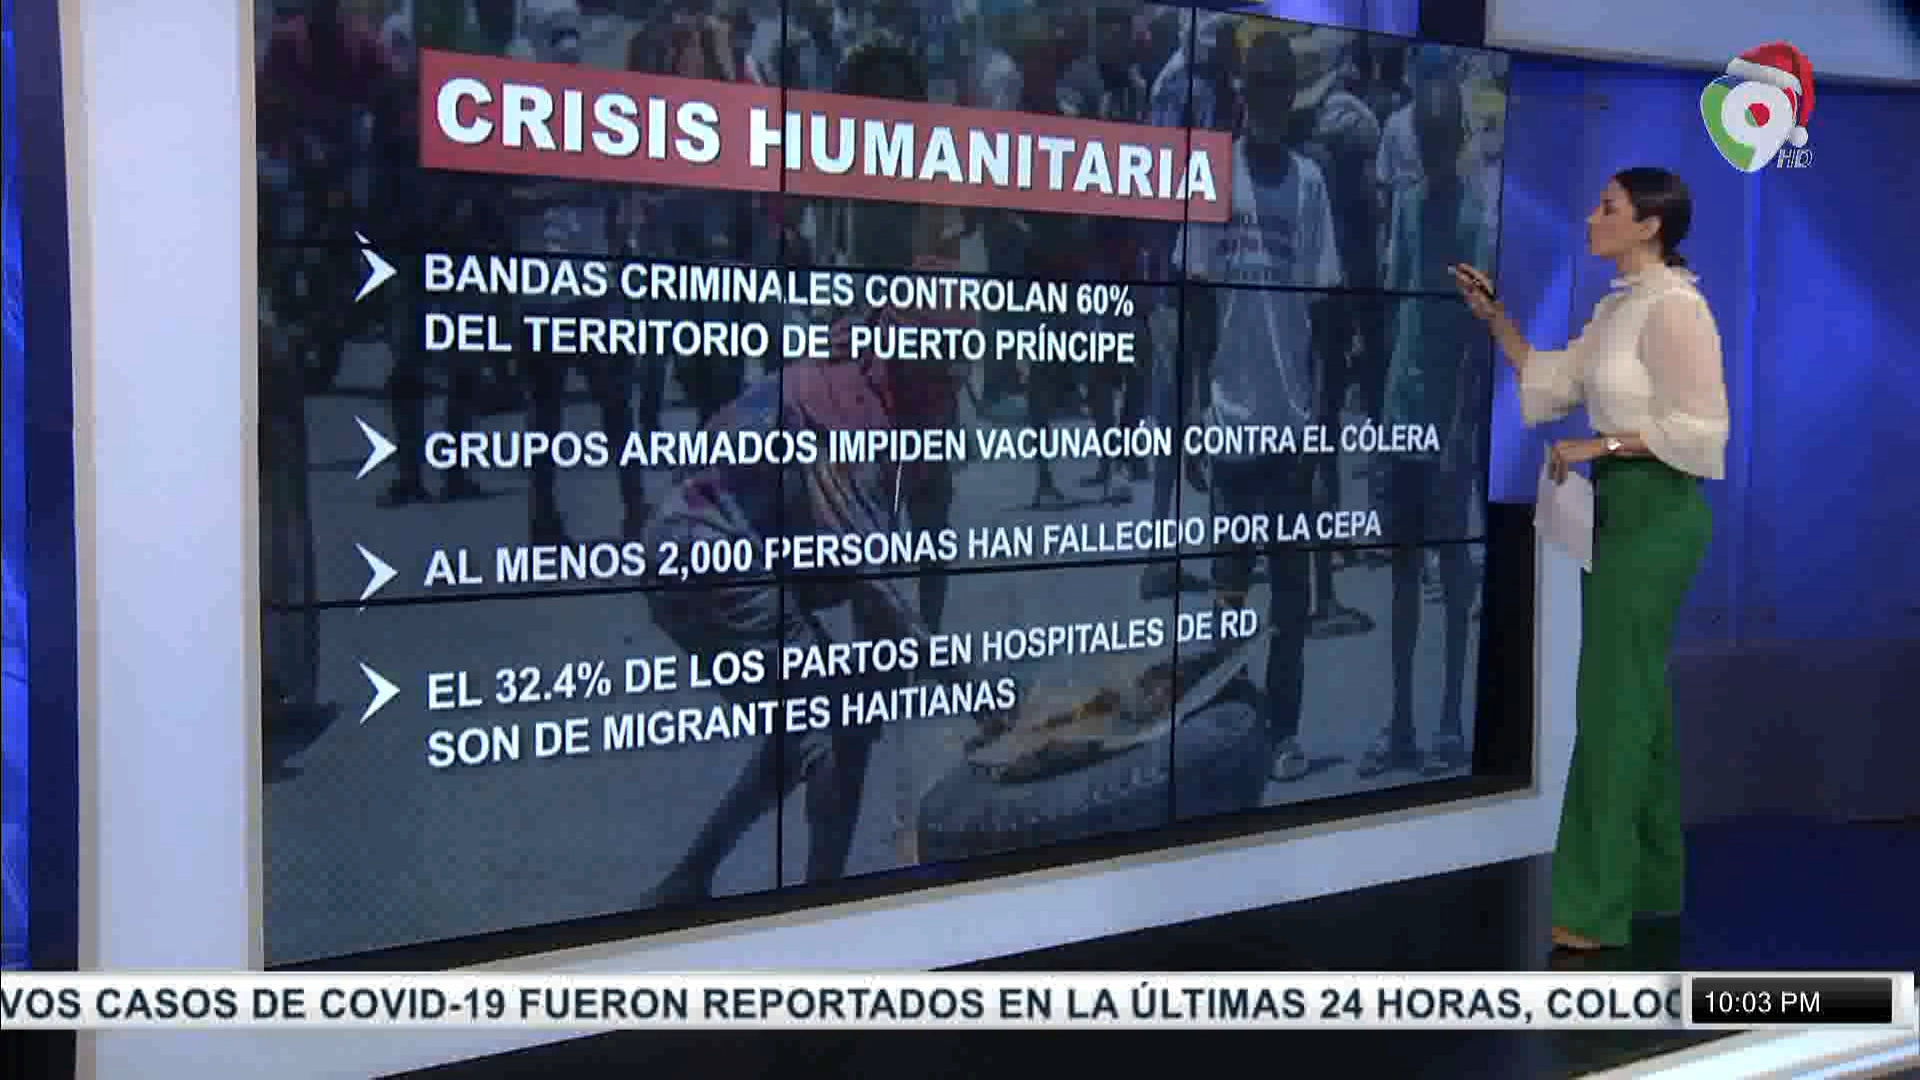 CRISIS HUMANITARIA
BANDAS CRIMINALES CONTROLAN 60%
DEL TERRITORIO DE PUERTO PRÍNCIPE
GRUPOS ARMADOS IMPIDEN VACUNACIÓN CONTRA EL CÓLERA
AL MENOS 2,000 PERSONAS HAN FALLECIDO POR LA CEPA
EL 32.4% DE LOS PARTOS EN HOSPITALES DE RD
SON DE MIGRANTES HAITIANAS
9
HD
VOS CASOS DE COVID-19 FUERON REPORTADOS EN LA ÚLTIMAS 24 HORAS, COLOC
10:03 PM